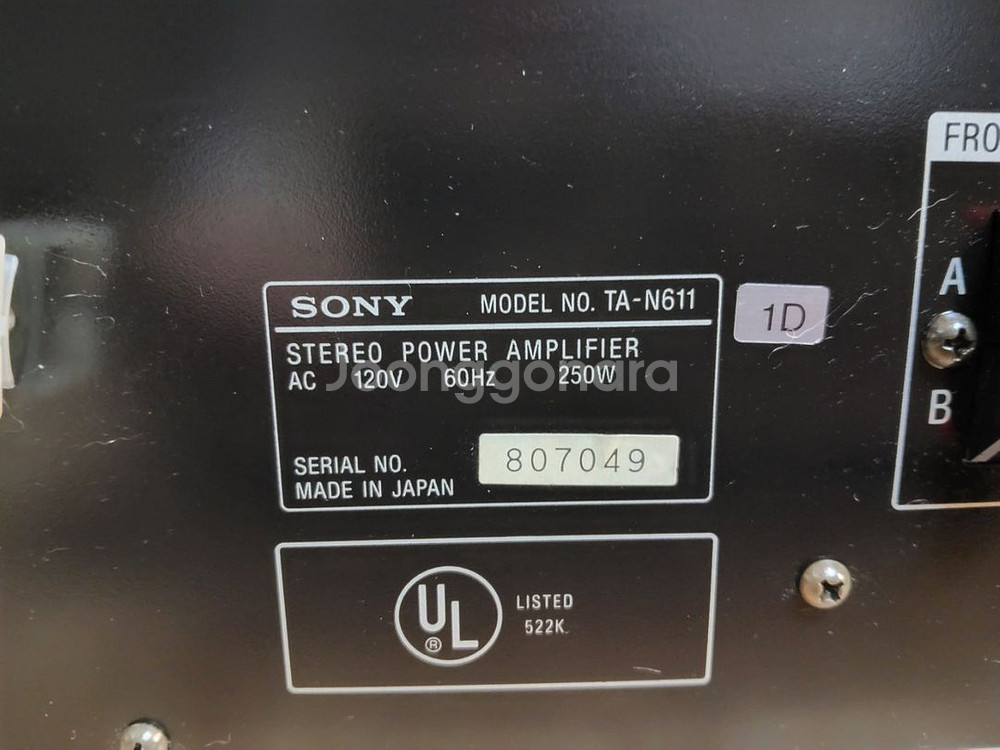 FRO
SONY MODEL NO. TA-N611
1D
STEREO POWER AMPLIFIER
AC 120V 60Hz 250W
Joonggonara
SERIAL NO. 807049
MADE IN JAPAN
A
B
UL
®
LISTED
522K